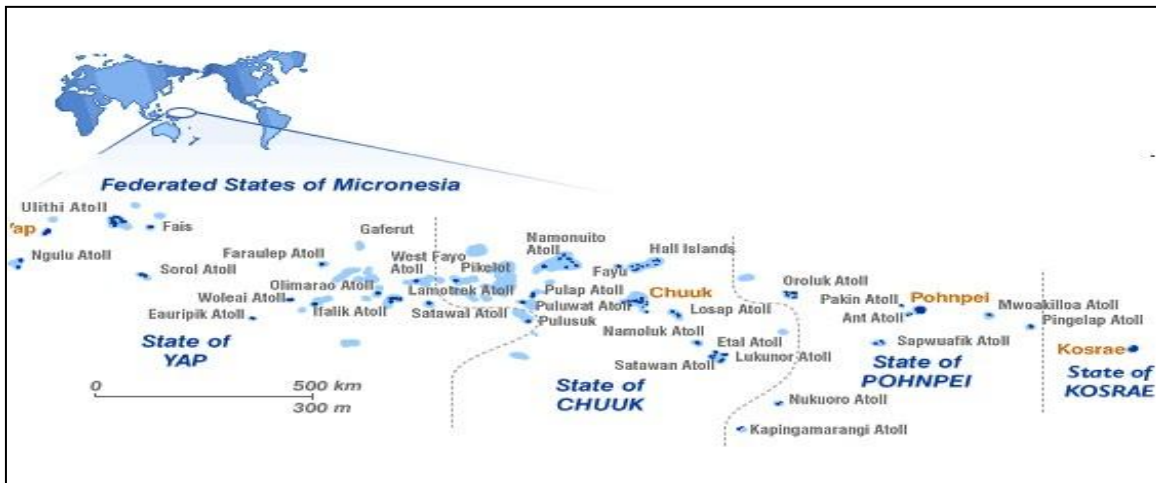 Federated States of Micronesia
Ulithi Atoll
Yap
Fais
Ngulu Atoll
Sorol Atoll
Gaferut
Faraulep Atoll
West Fayo
Atoll
Pikelot
Olimarao Atoll
Woleai Atoll
Ifalik Atoll
Eauripik Atoll
Lamotrek Atoll
Satawal Atoll
State of
YAP
0
500 km
300 m
Namonuito
Atoll
Hall Islands
Fayu
Pulap Atoll
Chuuk
Puluwat Atoll
Losap Atoll
Pulusuk
Namoluk Atoll
Etal Atoll
Lukunor Atoll
Satawan Atoll
State of
CHUUK
Oroluk Atoll
Pakin Atoll
Pohnpei
Mwoakilloa Atoll
Ant Atoll
Pingelap Atoll
Sapwuafik Atoll
State of
POHNPEI
Nukuoro Atoll
Kapingamarangi Atoll
Kosrae
State of
KOSRAE